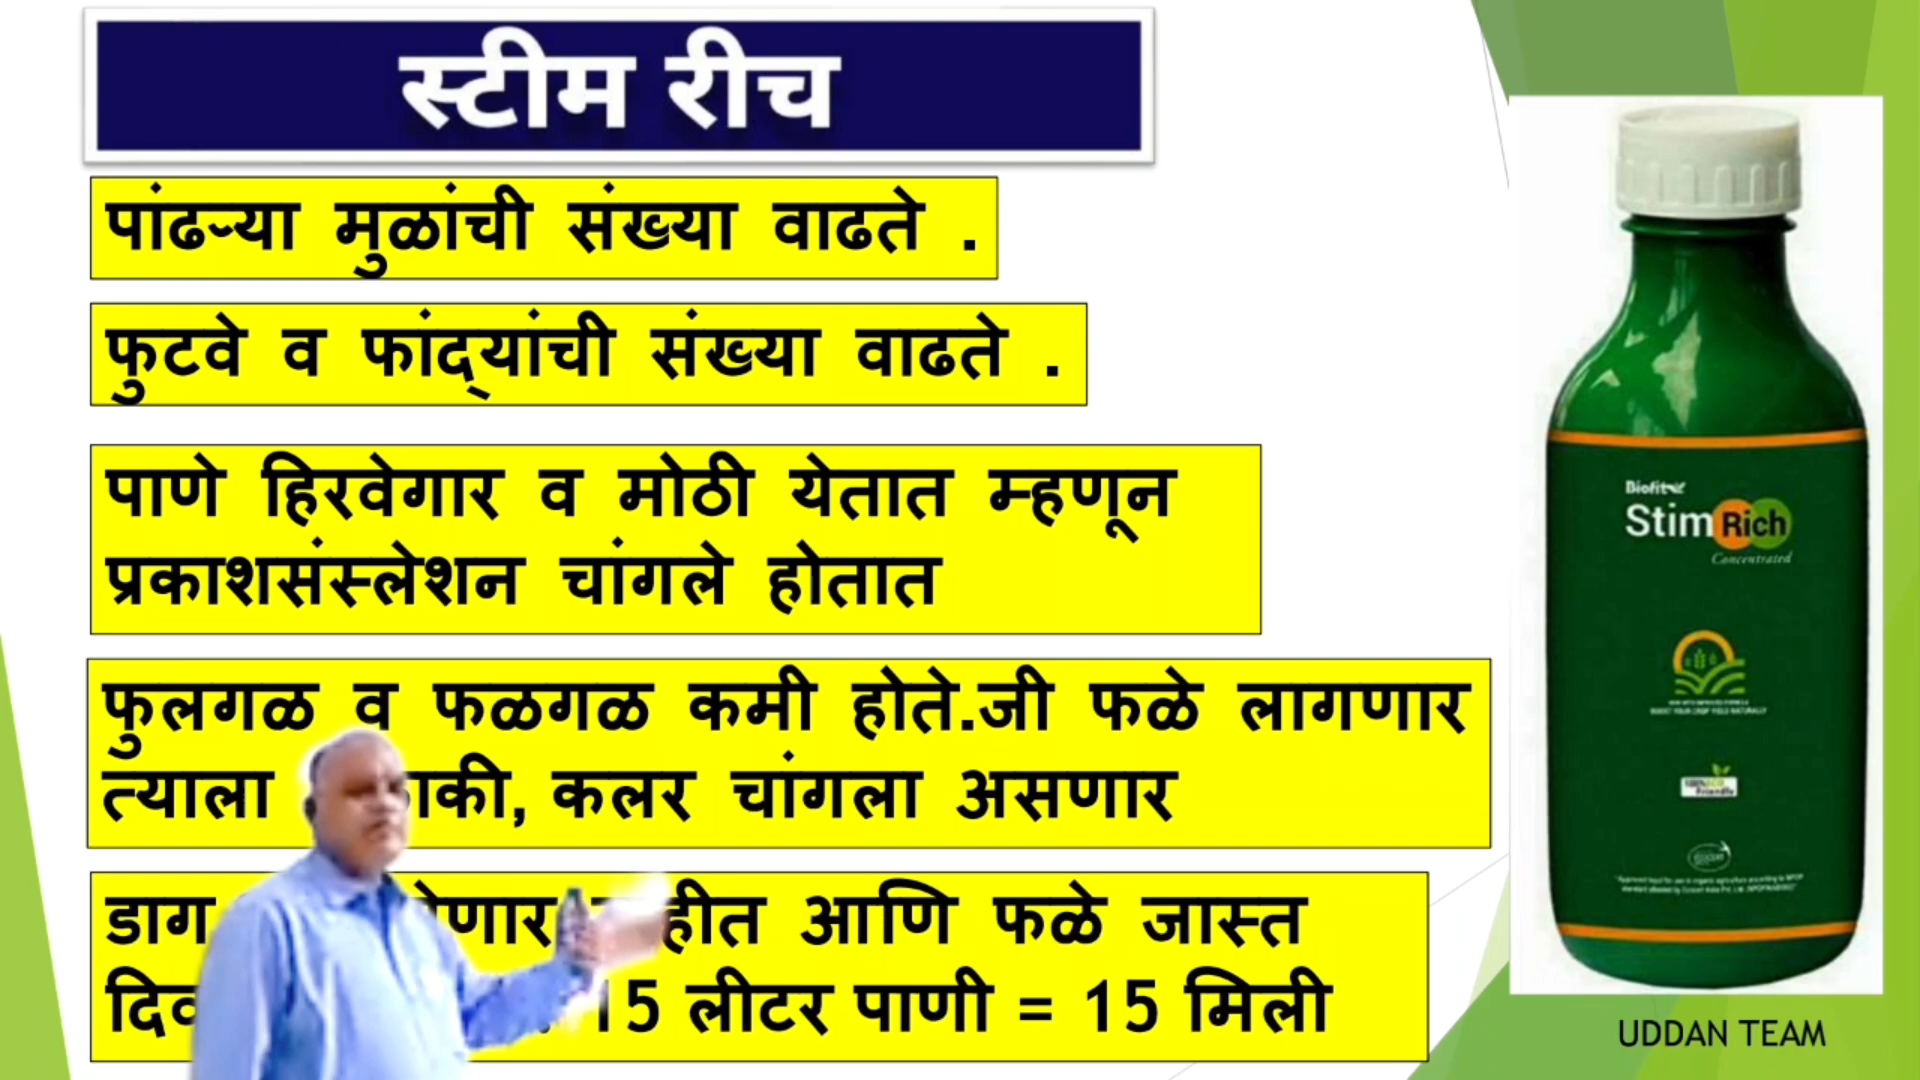 स्टीम रीच
पांढऱ्या मुळांची संख्या वाढते .
फुटवे व फांद्यांची संख्या वाढते .
पाणे हिरवेगार व मोठी येतात म्हणून
प्रकाशसंस्लेशन चांगले होतात
फुलगळ व फळगळ कमी होते.जी फळे लागणार
त्याला कलर चांगला असणार
डाग आणि फळे जास्त
15 लीटर पाणी = 15 मिली
Biofit
Stim Rich
Concentrated
UDDAN TEAM